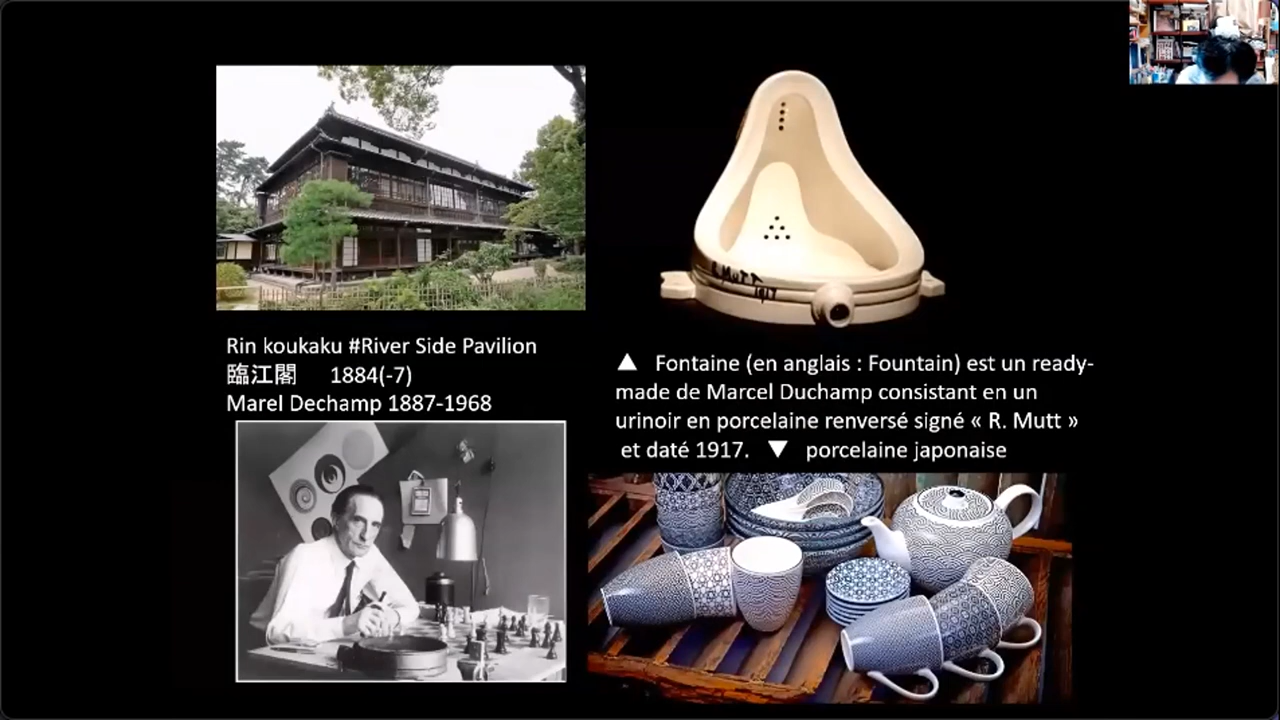 Rin koukaku #River Side Pavilion
臨江閣 1884(-7)
Marel Dechamp 1887-1968
R. MUTT
1917
▲ Fontaine (en anglais : Fountain) est un ready-
made de Marcel Duchamp consistant en un
urinoir en porcelaine renversé signé « R. Mutt »
et daté 1917. ▼ porcelaine japonaise